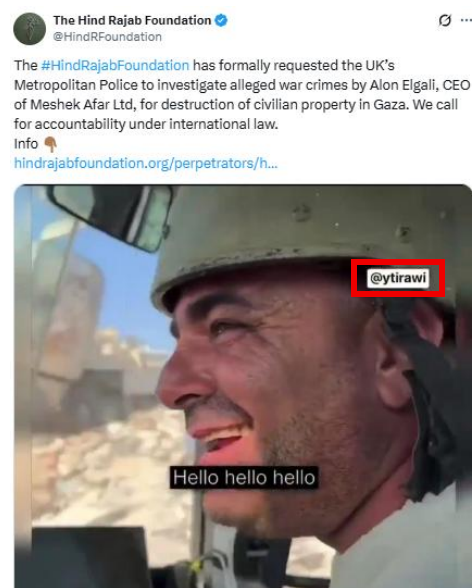 The Hind Rajab Foundation
@HindRFoundation
The #HindRajabFoundation has formally requested the UK's
Metropolitan Police to investigate alleged war crimes by Alon Elgali, CEO
of Meshek Afar Ltd, for destruction of civilian property in Gaza. We call
for accountability under international law.
Info
hindrajabfoundation.org/perpetrators/h...
@ytirawi
Hello hello hello